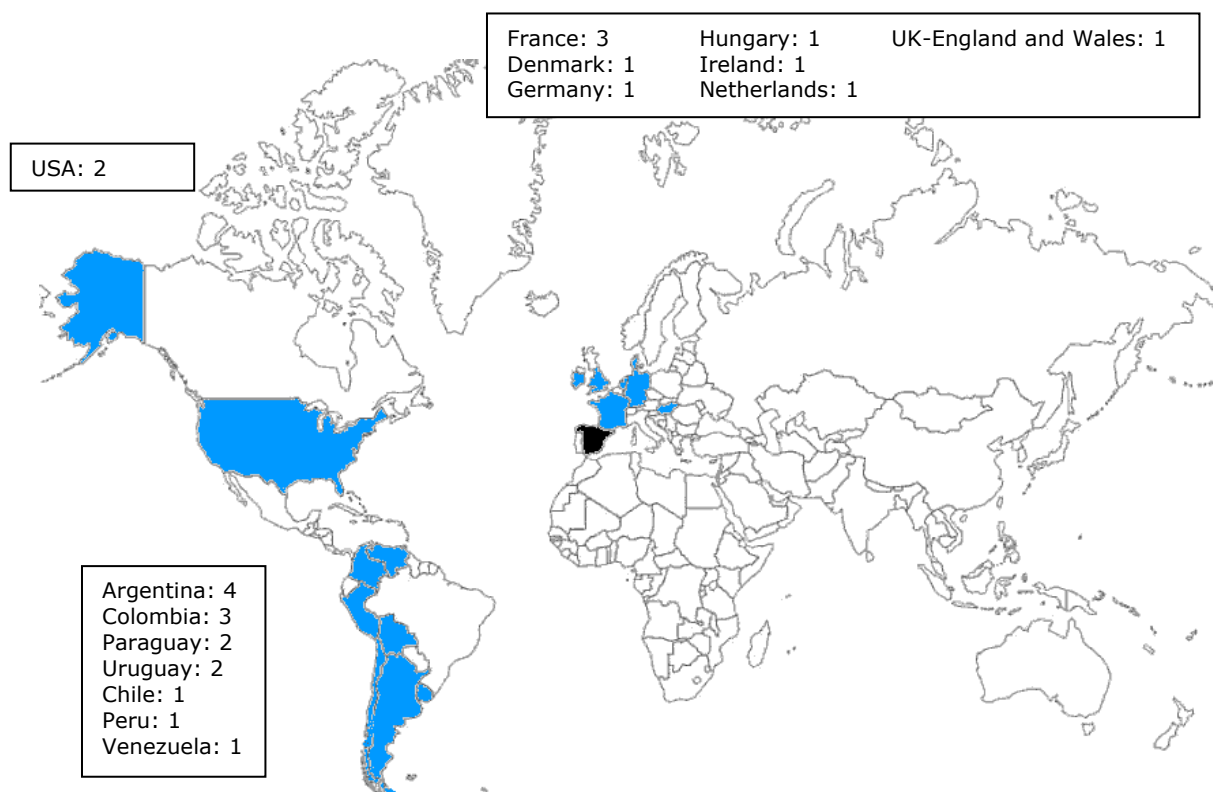 France: 3 Hungary: 1 UK-England and Wales: 1
Denmark: 1 Ireland: 1
Germany: 1 Netherlands: 1
USA: 2
Argentina: 4
Colombia: 3
Paraguay: 2
Uruguay: 2
Chile: 1
Peru: 1
Venezuela: 1